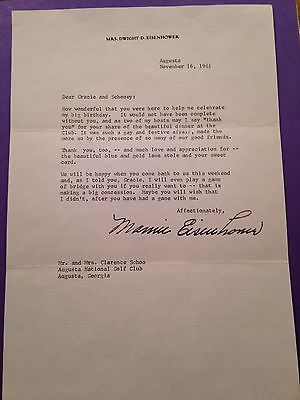 MRS. DWIGHT D. EISENHOWER
Augusta
November 16, 1961
Dear Gracie and Schooey:
How wonderful that you were here to help me celebrate
my big birthday. It would not have been complete
without you, and as two of my hosts may I say "thank
you" for your share of the beautiful dinner at the
Club. It was such a gay and festive affair, made the
more so by the presence of so many of our good friends.
Thank you, too, -- and much love and appreciation for --
the beautiful blue and gold lame stole and your sweet
card.
We will be happy when you come back to us this weekend
and, as I told you, Gracie, I will even play a game
of bridge with you if you really want to -- that is
making a big concession. Maybe you will wish that
I didn't, after you have had a game with me.
Affectionately,
Mamie Eisenhower
Mr. and Mrs. Clarence Schoo
Augusta National Golf Club
Augusta, Georgia